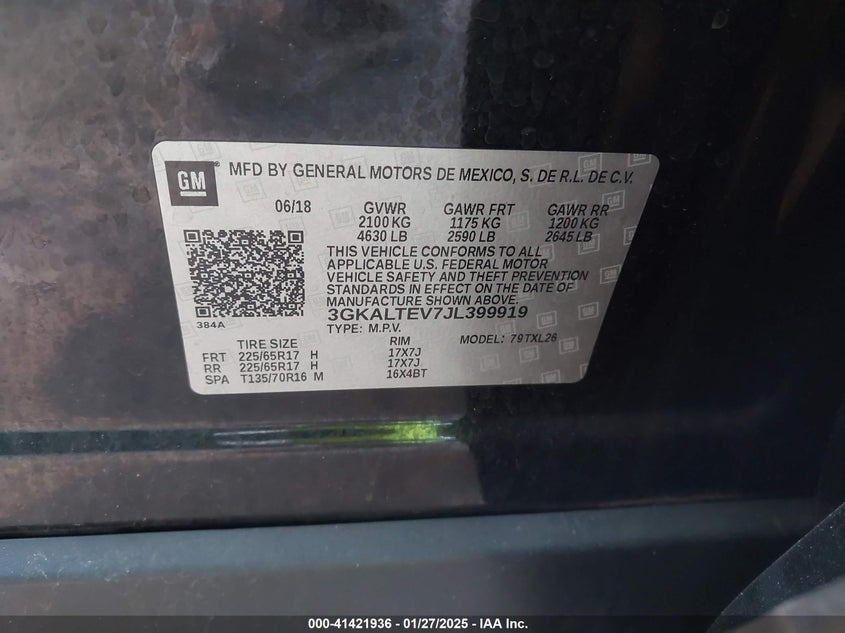 GM ® MFD BY GENERAL MOTORS DE MEXICO, S. DE R.L. DE C.V.
06/18 GVWR GAWR FRT GAWR RR
2100 KG 1175 KG 1200 KG
4630 LB 2590 LB 2645 LB
THIS VEHICLE CONFORMS TO ALL
APPLICABLE U.S. FEDERAL MOTOR
VEHICLE SAFETY AND THEFT PREVENTION
STANDARDS IN EFFECT ON THE DATE OF
MANUFACTURE SHOWN ABOVE.
3GKALTEV7JL399919
384A TYPE: M.P.V. MODEL: 79TXL26
TIRE SIZE RIM
FRT 225/65R17 H 17X7J
RR 225/65R17 H 17X7J
SPA T135/70R16 M 16X4BT
000-41421936 - 01/27/2025 - IAA Inc.